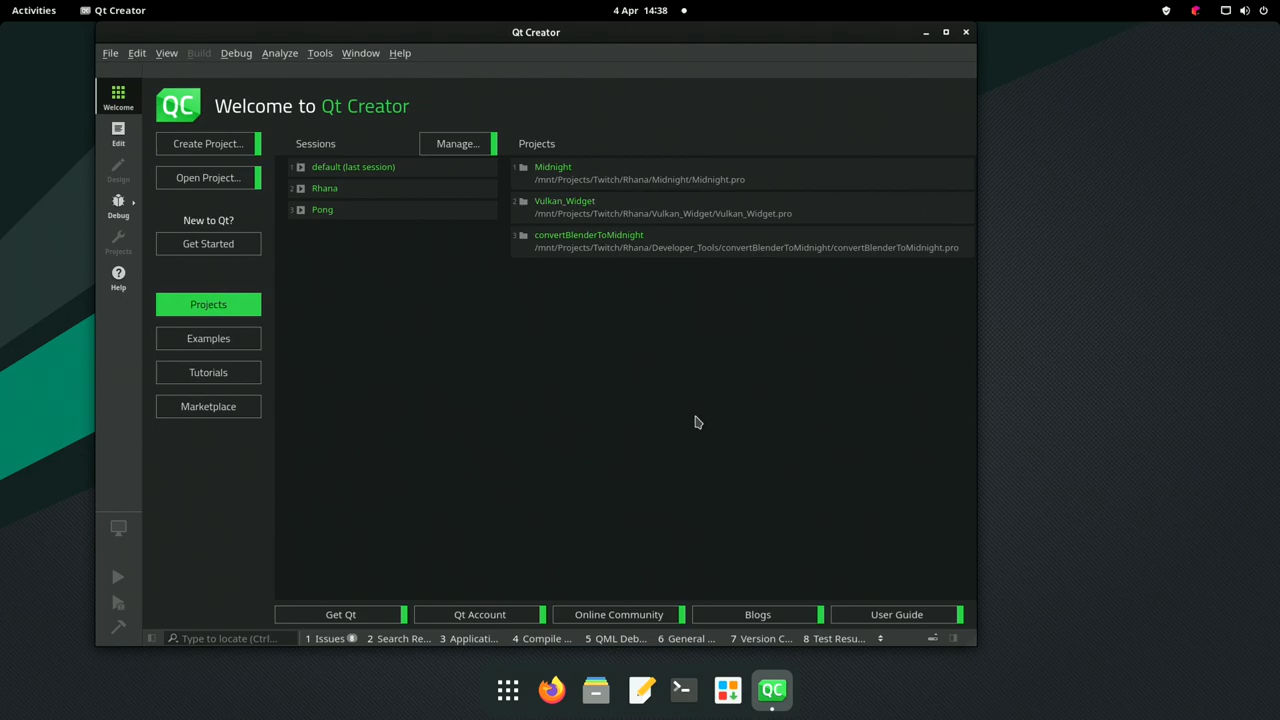 Activities
Qt Creator
4 Apr 14:38
Qt Creator
File Edit View Build Debug Analyze Tools Window Help
Welcome
Edit
Design
Debug
Projects
Help
QC
Welcome to Qt Creator
Create Project...
Open Project...
New to Qt?
Get Started
Projects
Examples
Tutorials
Marketplace
Sessions
Manage...
1 default (last session)
2 Rhana
3 Pong
Projects
1 Midnight
/mnt/Projects/Twitch/Rhana/Midnight/Midnight.pro
2 Vulkan_Widget
/mnt/Projects/Twitch/Rhana/Vulkan_Widget/Vulkan_Widget.pro
3 convertBlenderToMidnight
/mnt/Projects/Twitch/Rhana/Developer_Tools/convertBlenderToMidnight/convertBlenderToMidnight.pro
Get Qt
Qt Account
Online Community
Blogs
User Guide
Type to locate (Ctrl...
1 Issues 8
2 Search Re...
3 Applicati...
4 Compile ...
5 QML Deb...
6 General ...
7 Version C...
8 Test Resu...
QC